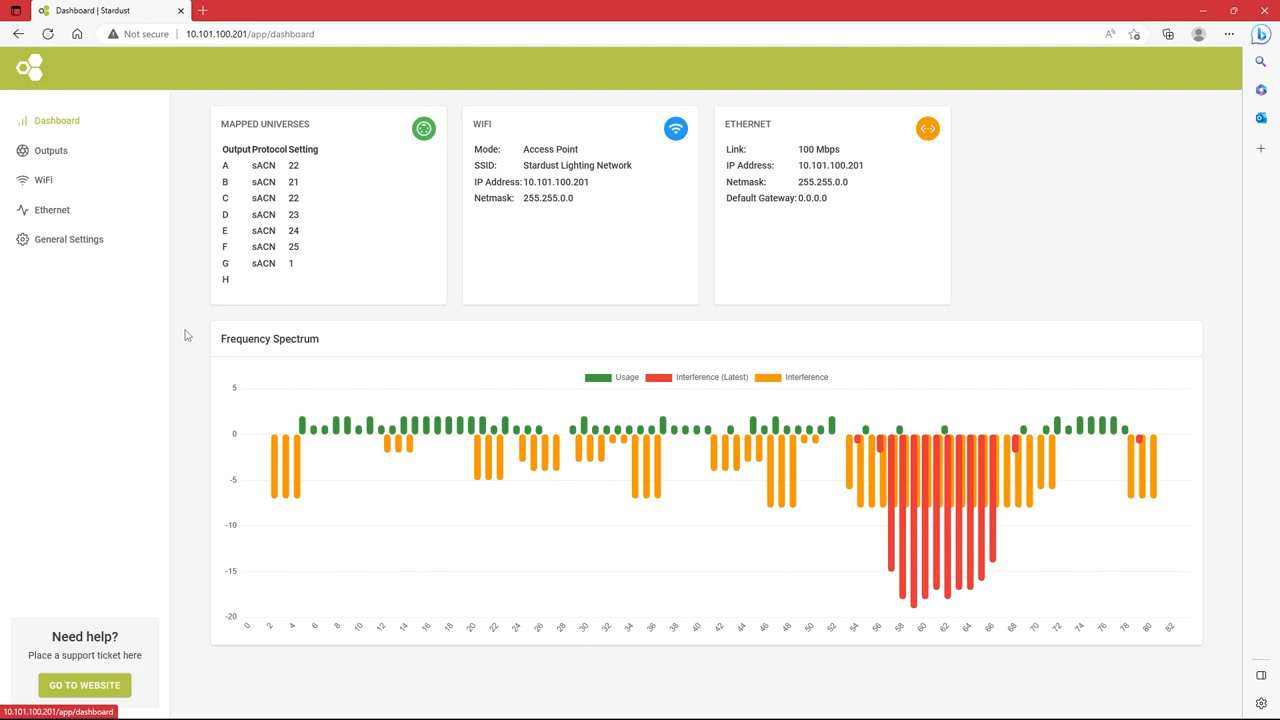 Dashboard | Stardust
Not secure
10.101.100.201/app/dashboard
Dashboard
Outputs
WiFi
Ethernet
General Settings
MAPPED UNIVERSES
Output Protocol Setting
A sACN 22
B sACN 21
C sACN 22
D sACN 23
E sACN 24
F sACN 25
G sACN 1
H
WIFI
Mode: Access Point
SSID: Stardust Lighting Network
IP Address: 10.101.100.201
Netmask: 255.255.0.0
ETHERNET
Link: 100 Mbps
IP Address: 10.101.100.201
Netmask: 255.255.0.0
Default Gateway: 0.0.0.0
Frequency Spectrum
Usage Interference (Latest) Interference
5
0
-5
-10
-15
-20
0 2 4 6 8 10 12 14 16 18 20 22 24 26 28 30 32 34 36 38 40 42 44 46 48 50 52 54 56 58 60 62 64 66 68 70 72 74 76 78 80 82
Need help?
Place a support ticket here
GO TO WEBSITE
10.101.100.201/app/dashboard